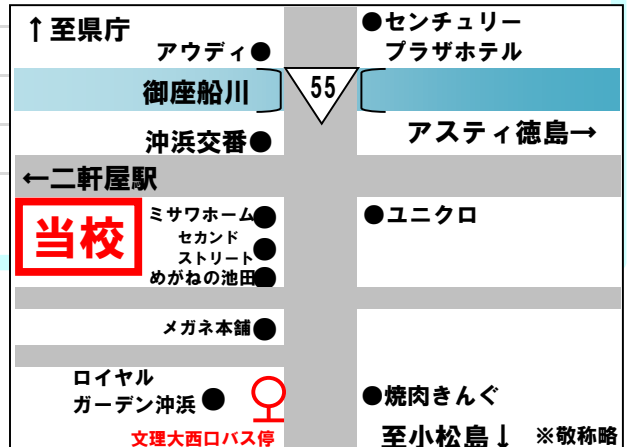 ↑至県庁
●センチュリー
プラザホテル
アウディ●
御座船川
55
沖浜交番●
アスティ徳島→
←二軒屋駅
当校
ミサワホーム●
●ユニクロ
セカンド
ストリート●
めがねの池田●
メガネ本舗●
ロイヤル
ガーデン沖浜●
●焼肉きんぐ
文理大西口バス停
至小松島↓ ※敬称略